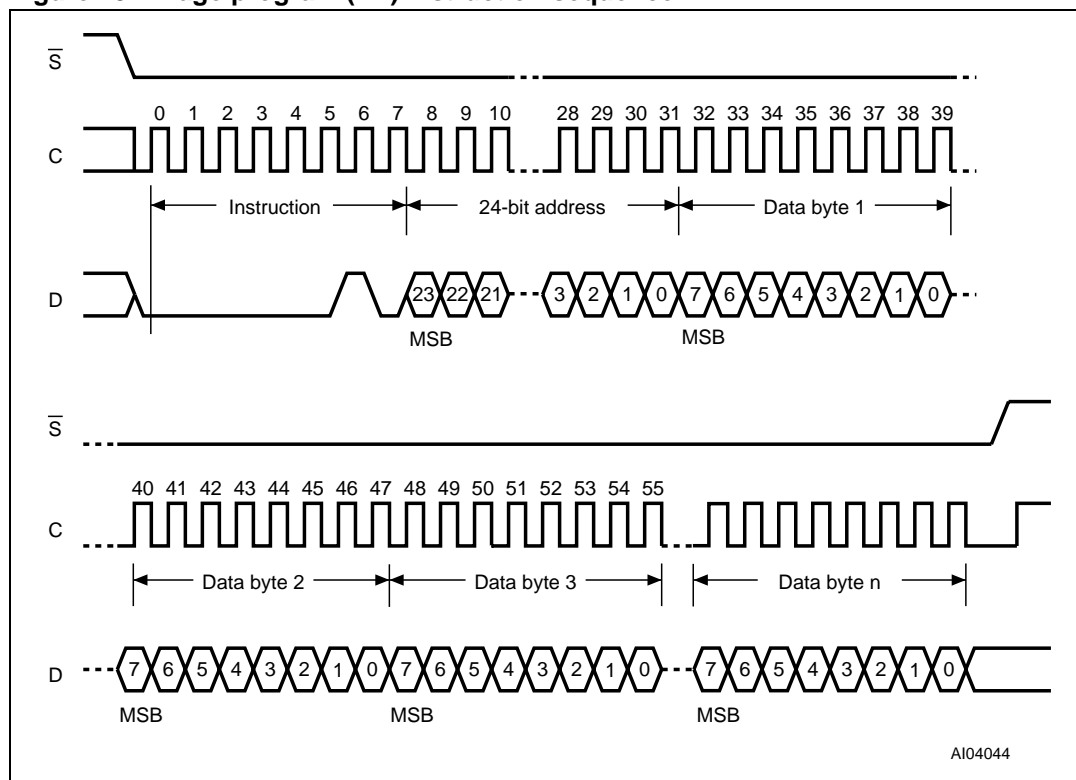 S
0 1 2 3 4 5 6 7 8 9 10 28 29 30 31 32 33 34 35 36 37 38 39
C
Instruction 24-bit address Data byte 1
D 23 22 21 3 2 1 0 7 6 5 4 3 2 1 0
MSB MSB
S
40 41 42 43 44 45 46 47 48 49 50 51 52 53 54 55
C
Data byte 2 Data byte 3 Data byte n
D 7 6 5 4 3 2 1 0 7 6 5 4 3 2 1 0 7 6 5 4 3 2 1 0
MSB MSB MSB
AI04044